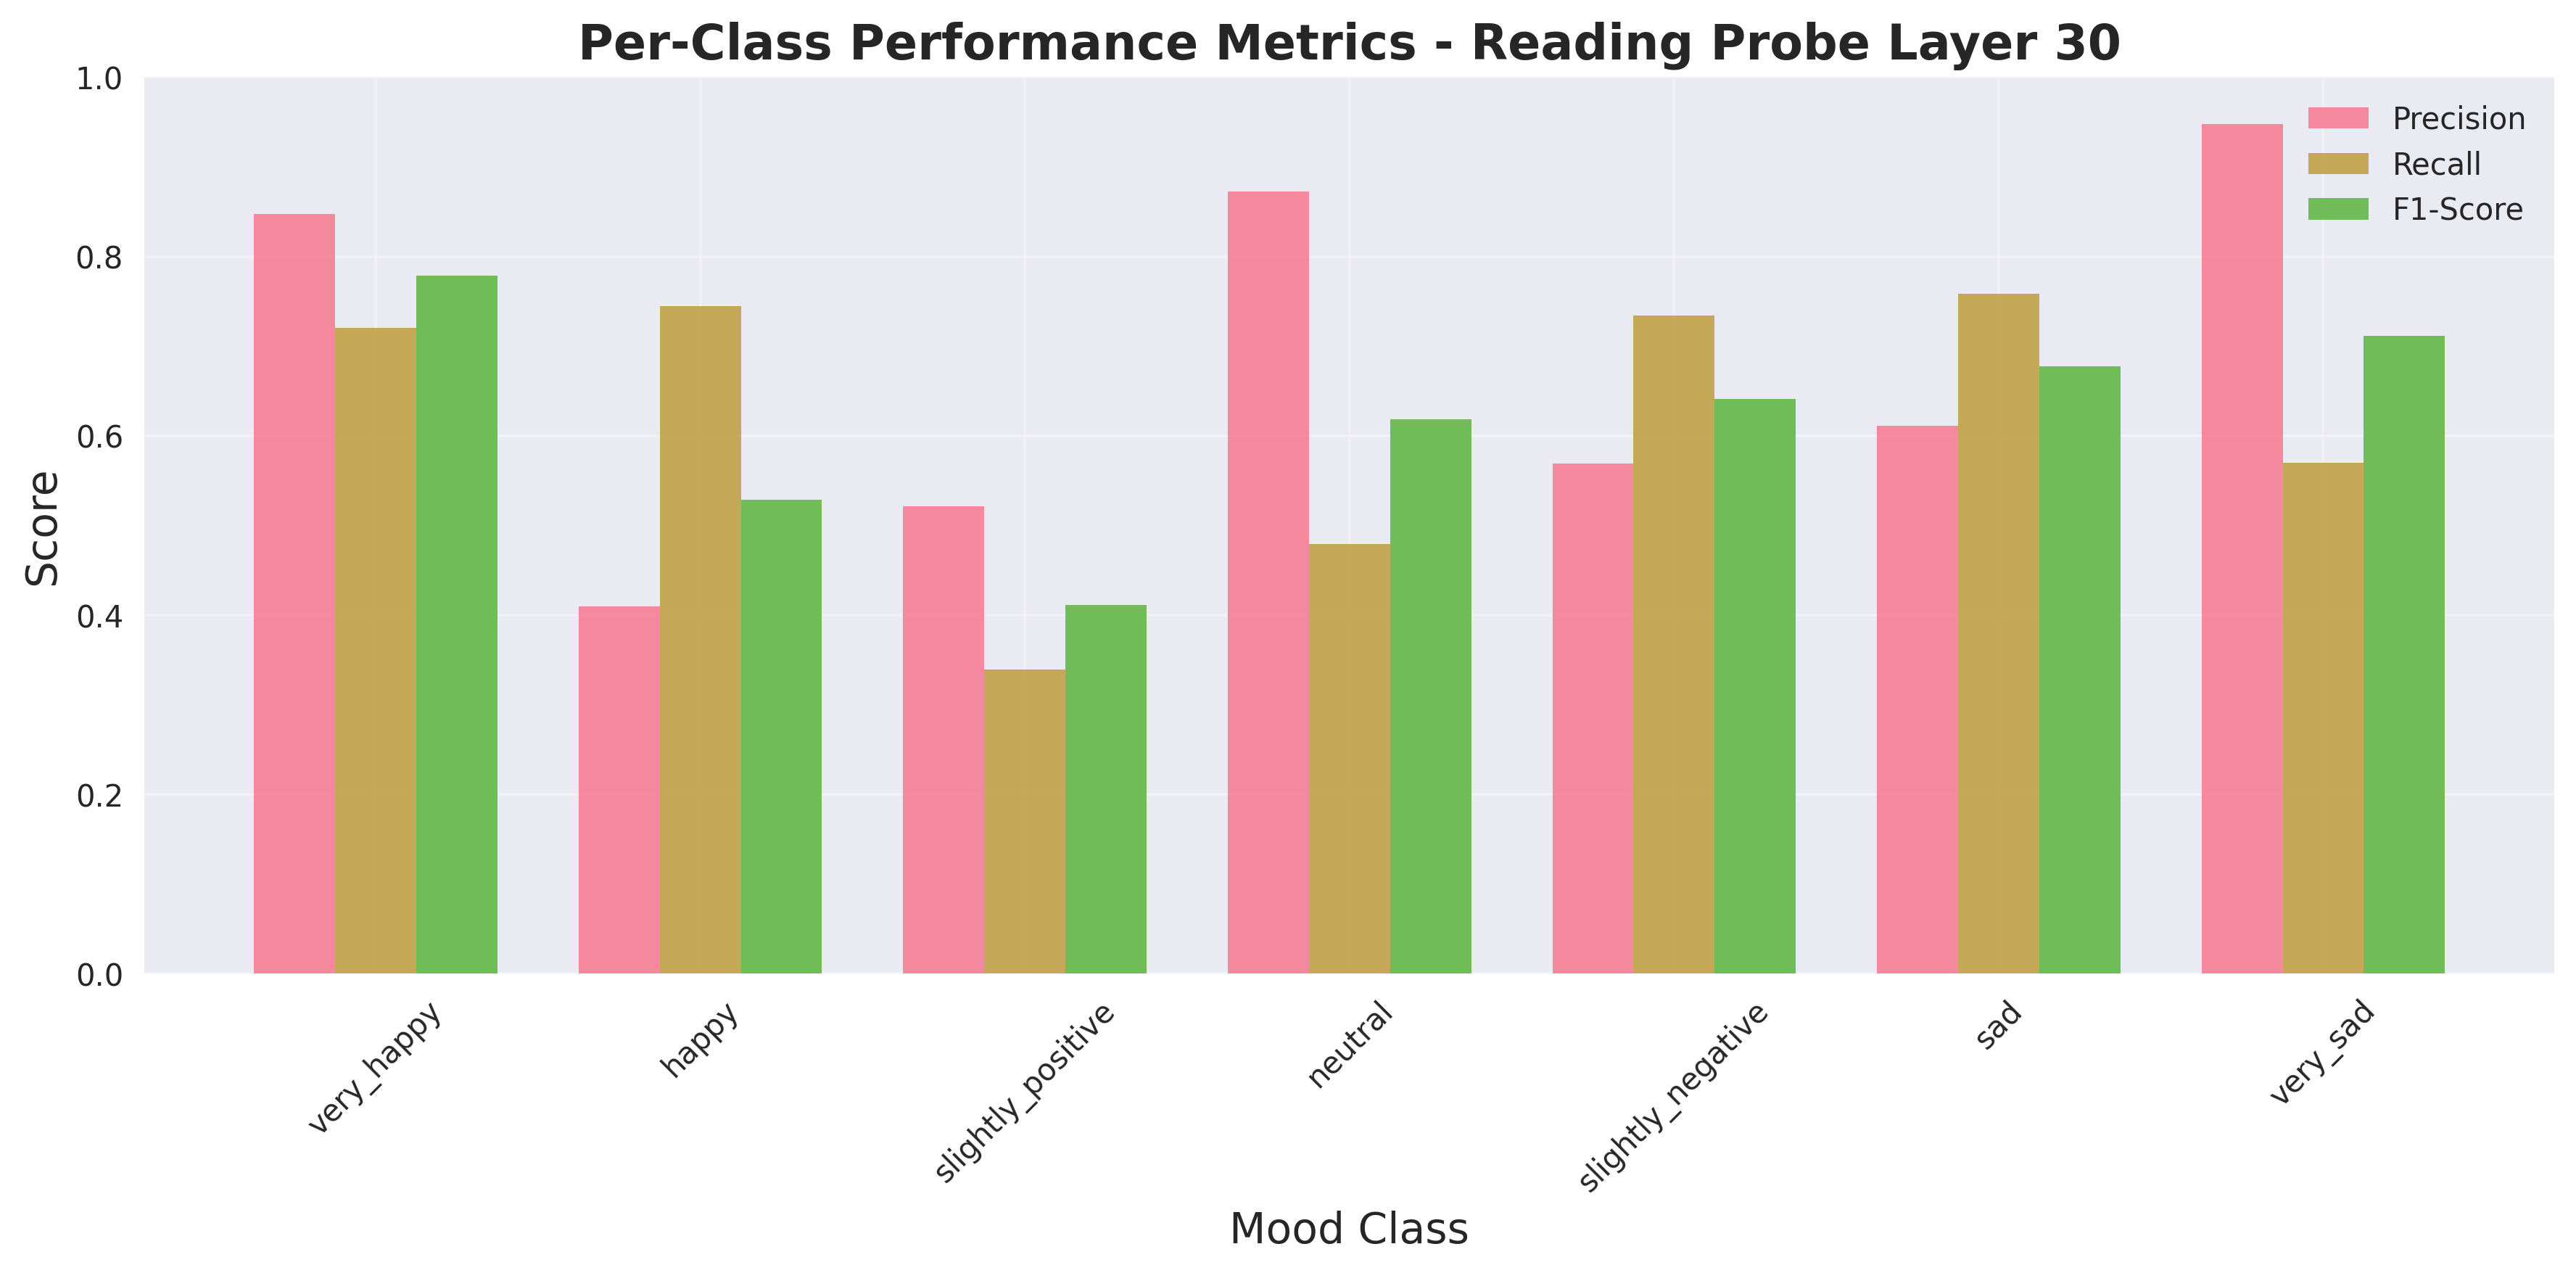 Per-Class Performance Metrics - Reading Probe Layer 30
1.0
0.8
0.6
0.4
0.2
0.0
Score
Precision
Recall
F1-Score
very_happy
happy
slightly_positive
neutral
slightly_negative
sad
very_sad
Mood Class